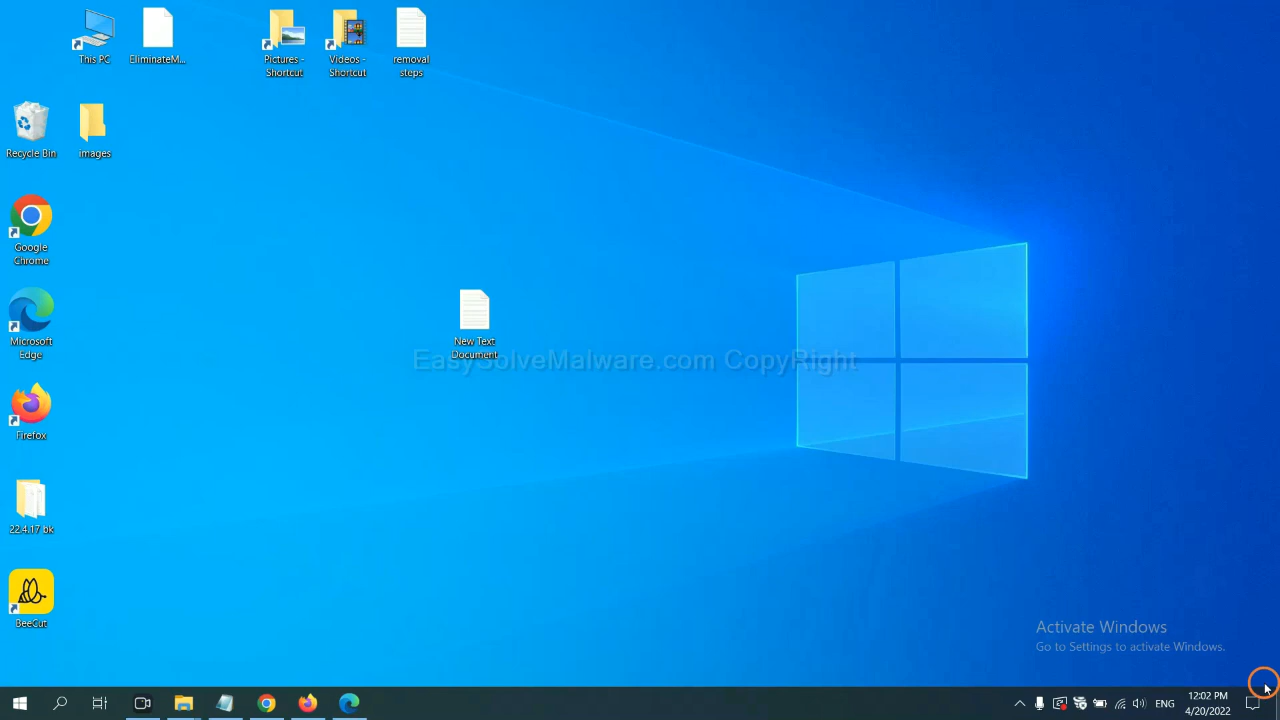 This PC
EliminateM...
Pictures -
Shortcut
Videos -
Shortcut
removal
steps
Recycle Bin
images
Google
Chrome
Microsoft
Edge
New Text
Document
EasySolveMalware.com CopyRight
Firefox
22.4.17 bk
BeeCut
Activate Windows
Go to Settings to activate Windows.
ENG
12:02 PM
4/20/2022